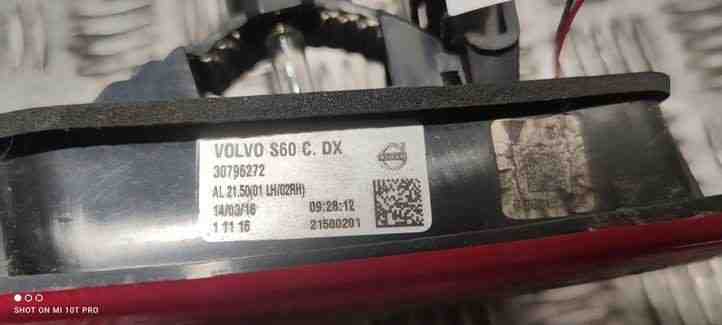 VOLVO S60 C. DX
30796272
AL 21.50(01 LH/02RH)
14/03/16 09:28:12
1 11 16 21500201
SHOT ON MI 10T PRO